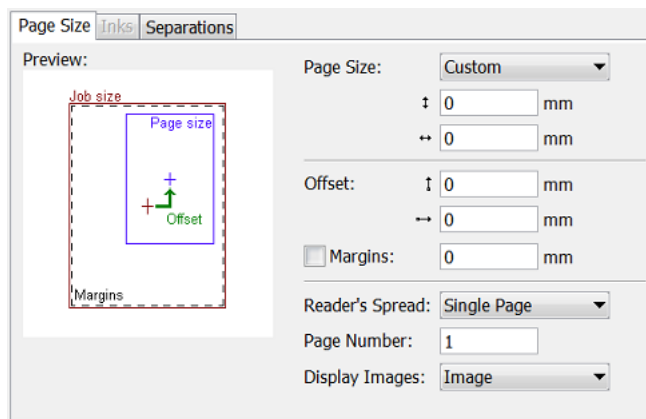 Page Size Inks Separations
Preview:
Job size
Page size
Offset
Margins
Page Size: Custom
0 mm
0 mm
Offset: 0 mm
0 mm
Margins: 0 mm
Reader's Spread: Single Page
Page Number: 1
Display Images: Image